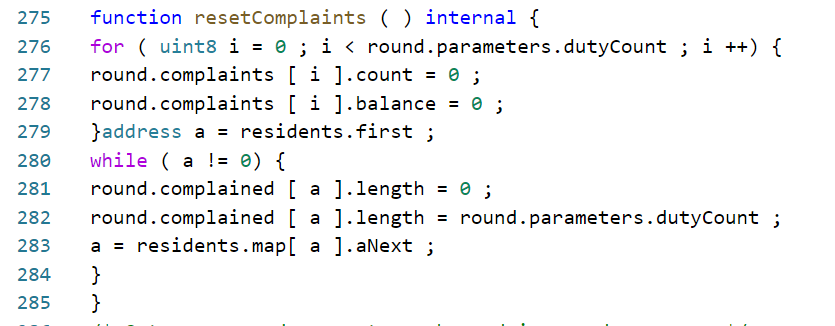 275 function resetComplaints ( ) internal {
276 for ( uint8 i = 0 ; i < round.parameters.dutyCount ; i ++) {
277 round.complaints [ i ].count = 0 ;
278 round.complaints [ i ].balance = 0 ;
279 }address a = residents.first ;
280 while ( a != 0) {
281 round.complained [ a ].length = 0 ;
282 round.complained [ a ].length = round.parameters.dutyCount ;
283 a = residents.map[ a ].aNext ;
284 }
285 }